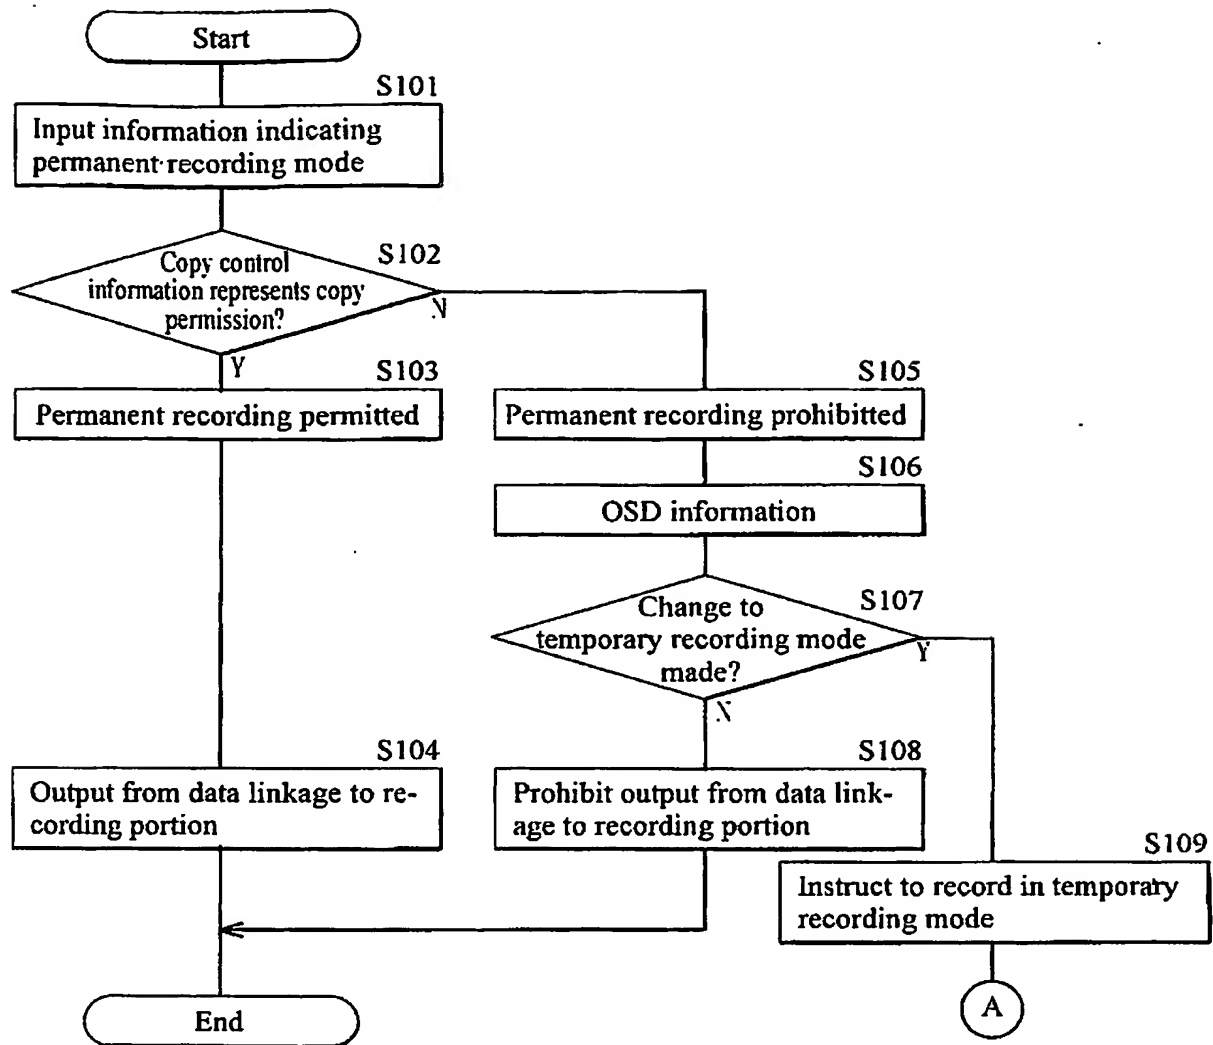 Start
S101
Input information indicating
permanent recording mode
S102
Copy control
information represents copy
permission?
N
Y
S103
Permanent recording permitted
S105
Permanent recording prohibitted
S106
OSD information
S107
Change to
temporary recording mode
made?
Y
N
S104
Output from data linkage to re-
cording portion
S108
Prohibit output from data link-
age to recording portion
S109
Instruct to record in temporary
recording mode
End
A